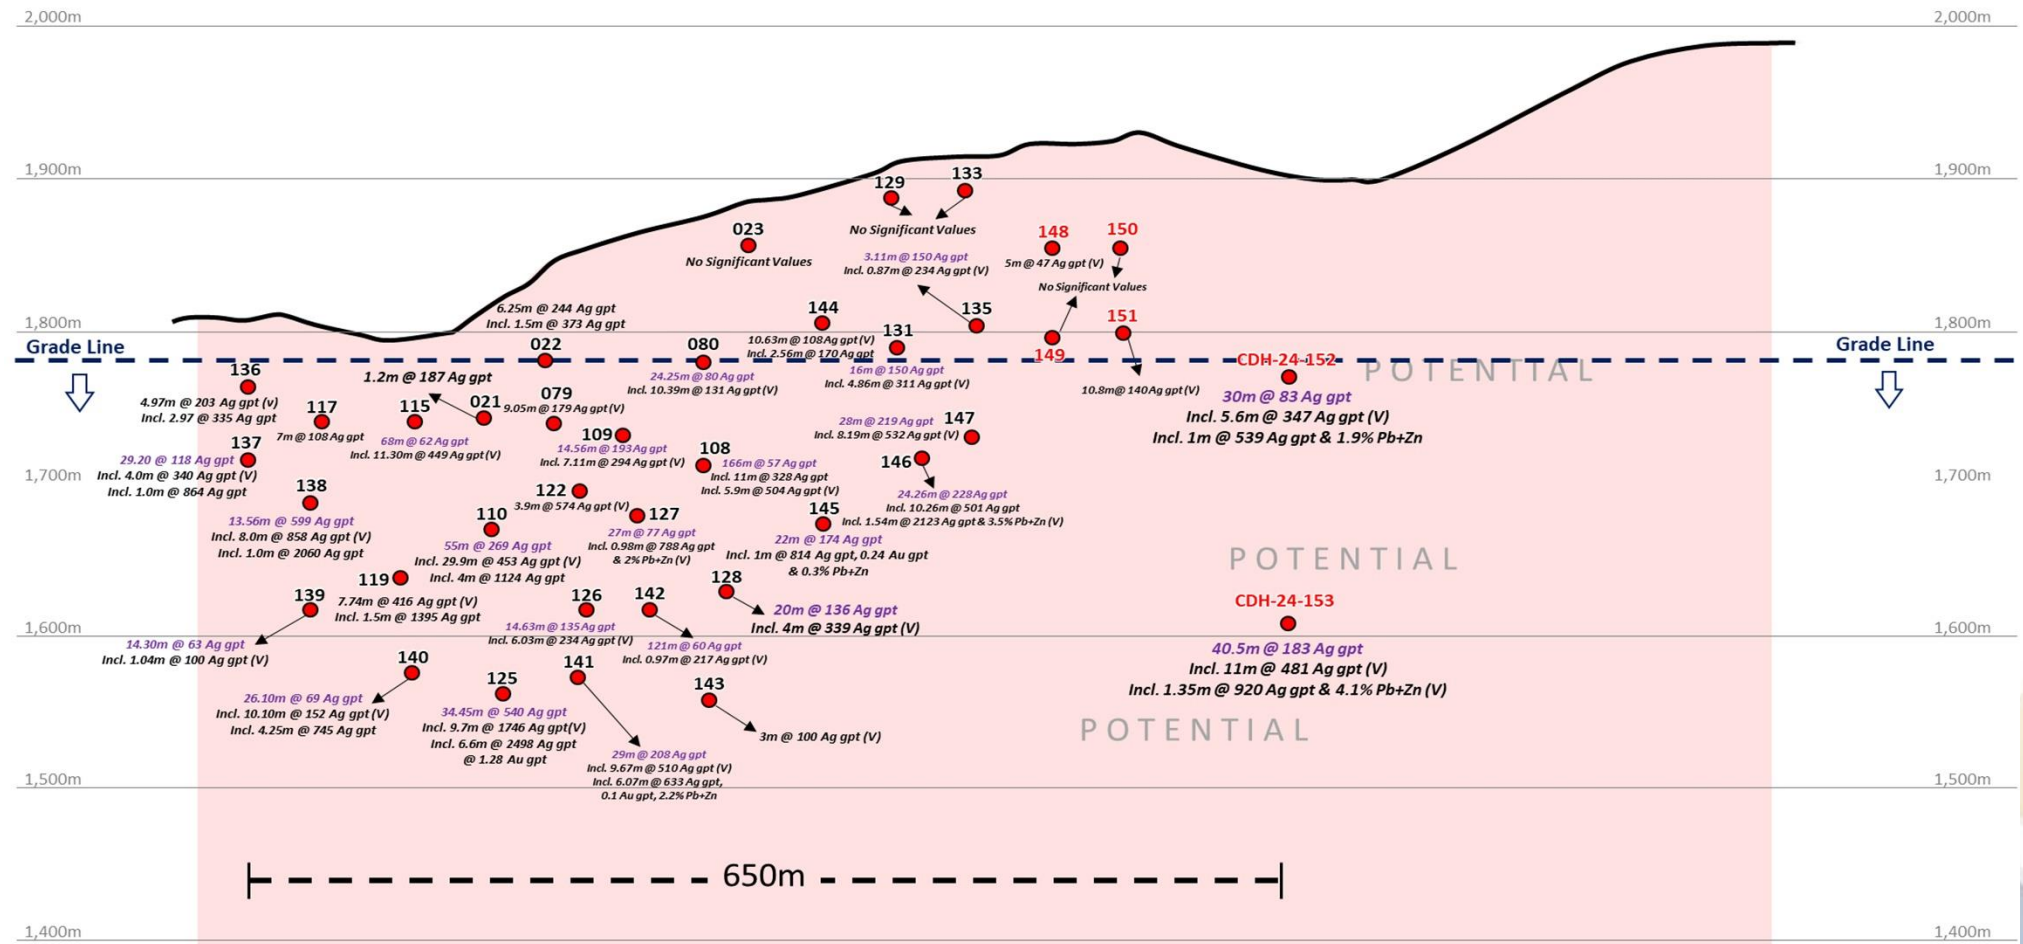 2,000m
2,000m
1,900m
1,900m
129
133
No Significant Values
023
No Significant Values
148
5m @ 47 Ag gpt (V)
150
No Significant Values
3.11m @ 150 Ag gpt
Incl. 0.87m @ 234 Ag gpt (V)
135
6.25m @ 244 Ag gpt
Incl. 1.5m @ 373 Ag gpt
022
144
10.63m @ 108 Ag gpt (V)
Incl. 2.56m @ 170 Ag gpt
131
16m @ 150 Ag gpt
Incl. 4.86m @ 311 Ag gpt (V)
149
151
10.8m @ 140 Ag gpt (V)
1,800m
1,800m
Grade Line
Grade Line
080
24.25m @ 80 Ag gpt
Incl. 10.39m @ 131 Ag gpt (V)
CDH-24-152
30m @ 83 Ag gpt
Incl. 5.6m @ 347 Ag gpt (V)
Incl. 1m @ 539 Ag gpt & 1.9% Pb+Zn
POTENITAL
136
4.97m @ 203 Ag gpt (v)
Incl. 2.97 @ 335 Ag gpt
117
7m @ 108 Ag gpt
1.2m @ 187 Ag gpt
115
68m @ 62 Ag gpt
Incl. 11.30m @ 449 Ag gpt (V)
021
079
9.05m @ 179 Ag gpt (V)
109
14.56m @ 193 Ag gpt
Incl. 7.11m @ 294 Ag gpt (V)
108
166m @ 57 Ag gpt
Incl. 11m @ 328 Ag gpt
Incl. 5.9m @ 504 Ag gpt (V)
28m @ 219 Ag gpt
Incl. 8.19m @ 532 Ag gpt (V)
147
146
24.26m @ 228 Ag gpt
Incl. 10.26m @ 501 Ag gpt
Incl. 1.54m @ 2123 Ag gpt & 3.5% Pb+Zn (V)
137
29.20 @ 118 Ag gpt
Incl. 4.0m @ 340 Ag gpt (V)
Incl. 1.0m @ 864 Ag gpt
1,700m
1,700m
138
13.56m @ 599 Ag gpt
Incl. 8.0m @ 858 Ag gpt (V)
Incl. 1.0m @ 2060 Ag gpt
122
3.9m @ 574 Ag gpt (V)
110
55m @ 269 Ag gpt
Incl. 29.9m @ 453 Ag gpt (V)
Incl. 4m @ 1124 Ag gpt
127
27m @ 77 Ag gpt
Incl. 0.98m @ 788 Ag gpt
& 2% Pb+Zn (V)
145
22m @ 174 Ag gpt
Incl. 1m @ 814 Ag gpt, 0.24 Au gpt
& 0.3% Pb+Zn
POTENTIAL
119
7.74m @ 416 Ag gpt (V)
Incl. 1.5m @ 1395 Ag gpt
139
14.30m @ 63 Ag gpt
Incl. 1.04m @ 100 Ag gpt (V)
126
14.63m @ 135 Ag gpt
Incl. 6.03m @ 234 Ag gpt (V)
142
121m @ 60 Ag gpt
Incl. 0.97m @ 217 Ag gpt (V)
128
20m @ 136 Ag gpt
Incl. 4m @ 339 Ag gpt (V)
CDH-24-153
40.5m @ 183 Ag gpt
Incl. 11m @ 481 Ag gpt (V)
Incl. 1.35m @ 920 Ag gpt & 4.1% Pb+Zn (V)
1,600m
1,600m
140
26.10m @ 69 Ag gpt
Incl. 10.10m @ 152 Ag gpt (V)
Incl. 4.25m @ 745 Ag gpt
125
34.45m @ 540 Ag gpt
Incl. 9.7m @ 1746 Ag gpt(V)
Incl. 6.6m @ 2498 Ag gpt
@ 1.28 Au gpt
141
29m @ 208 Ag gpt
Incl. 9.67m @ 510 Ag gpt (V)
Incl. 6.07m @ 633 Ag gpt,
0.1 Au gpt, 2.2% Pb+Zn
143
3m @ 100 Ag gpt (V)
POTENTIAL
1,500m
1,500m
650m
1,400m
1,400m